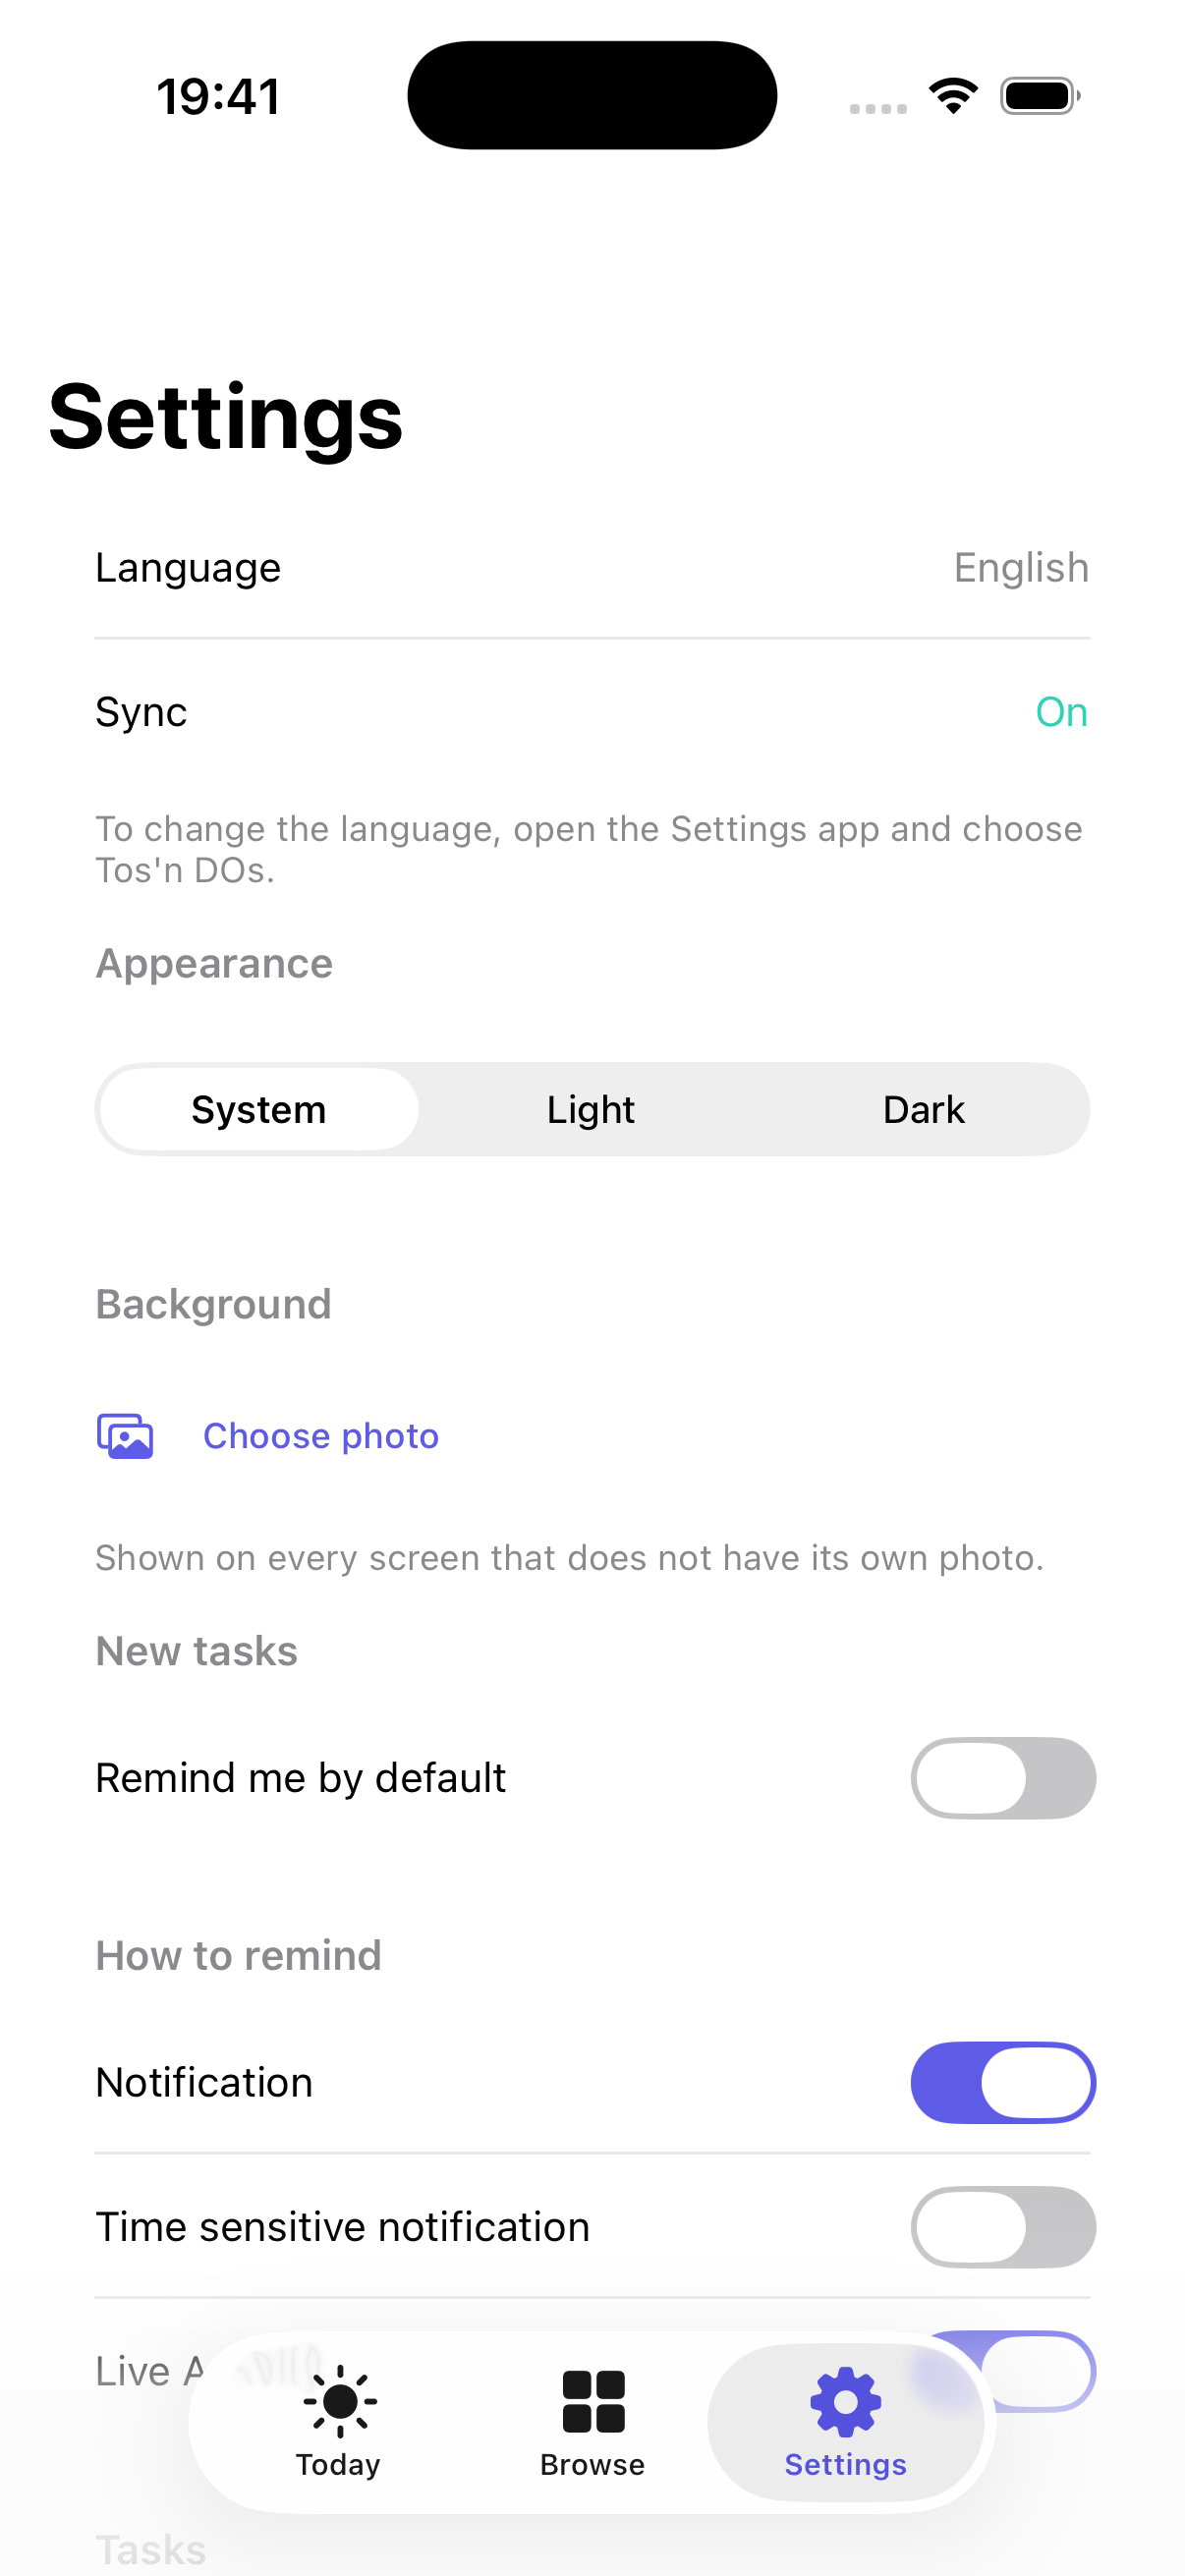 19:41
Settings
Language English
Sync On
To change the language, open the Settings app and choose
Tos'n DOs.
Appearance
System Light Dark
Background
Choose photo
Shown on every screen that does not have its own photo.
New tasks
Remind me by default
How to remind
Notification
Time sensitive notification
Live
Today Browse Settings
Tasks